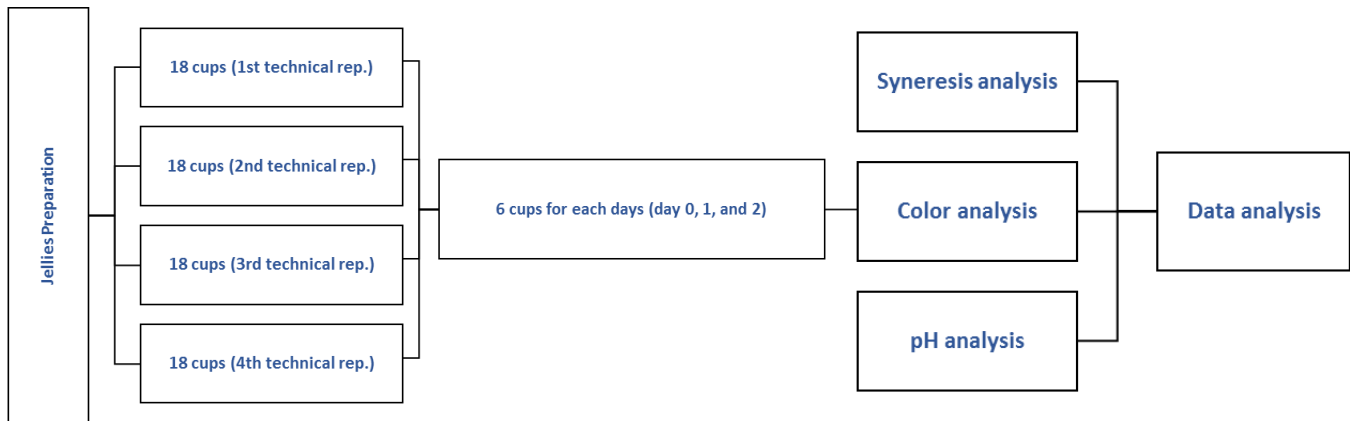 Jellies Preparation
18 cups (1st technical rep.)
18 cups (2nd technical rep.)
18 cups (3rd technical rep.)
18 cups (4th technical rep.)
6 cups for each days (day 0, 1, and 2)
Syneresis analysis
Color analysis
pH analysis
Data analysis